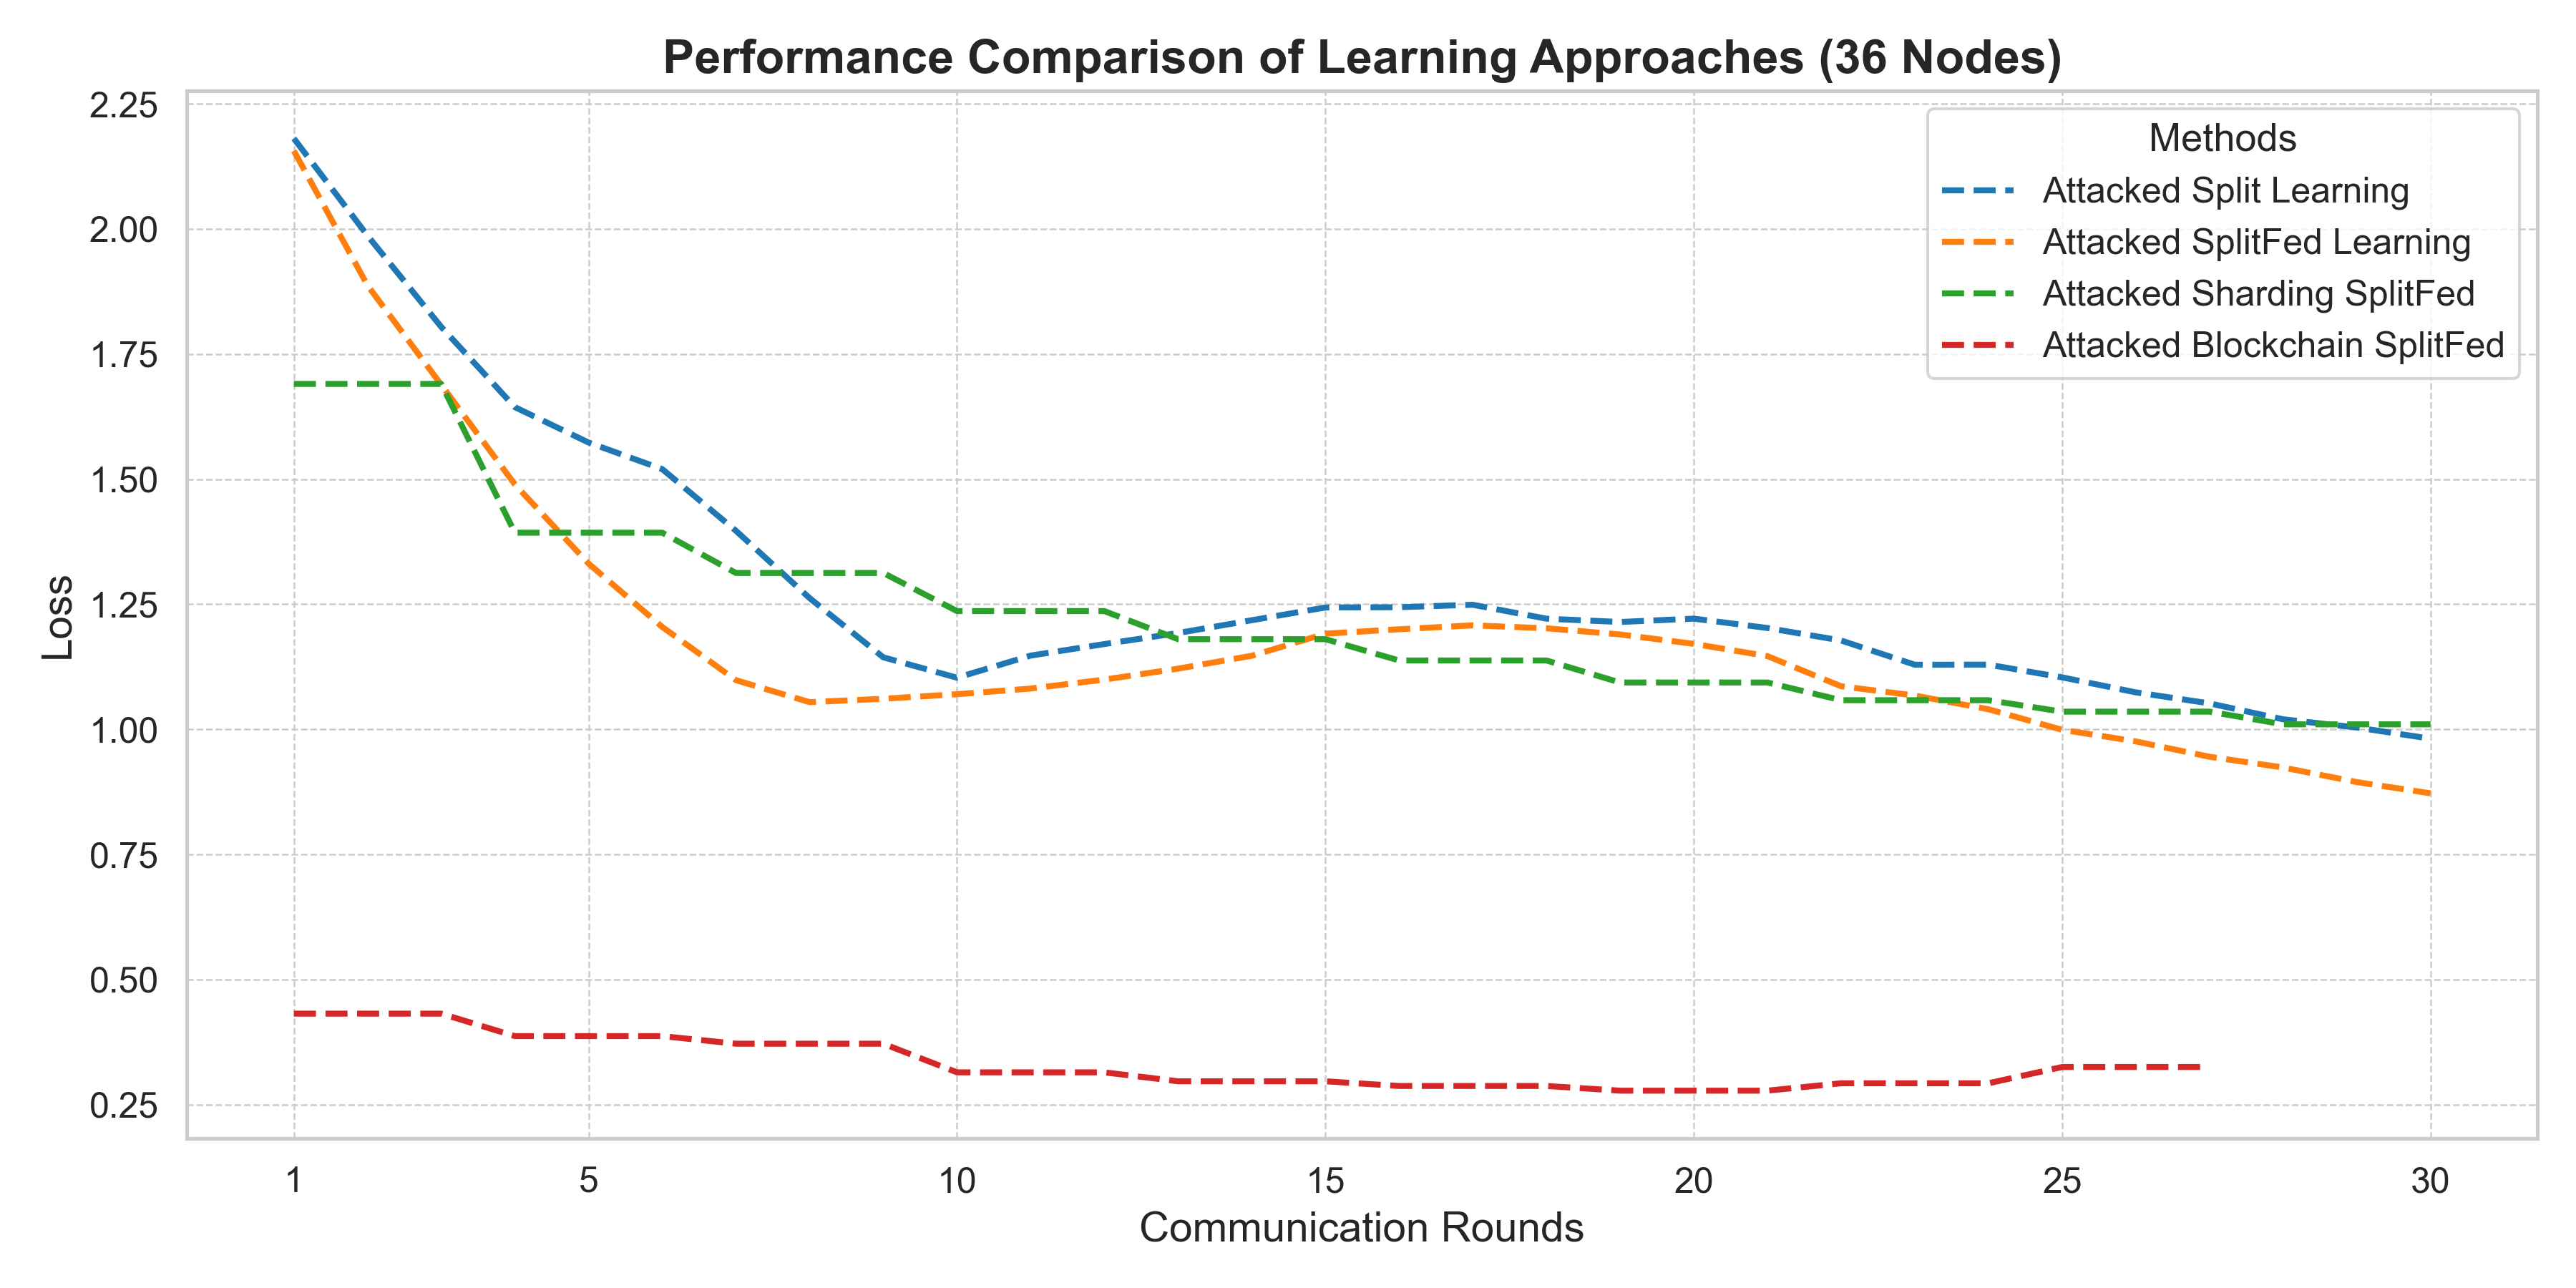 Performance Comparison of Learning Approaches (36 Nodes)
2.25
2.00
1.75
1.50
1.25
1.00
0.75
0.50
0.25
Loss
Methods
Attacked Split Learning
Attacked SplitFed Learning
Attacked Sharding SplitFed
Attacked Blockchain SplitFed
1 5 10 15 20 25 30
Communication Rounds